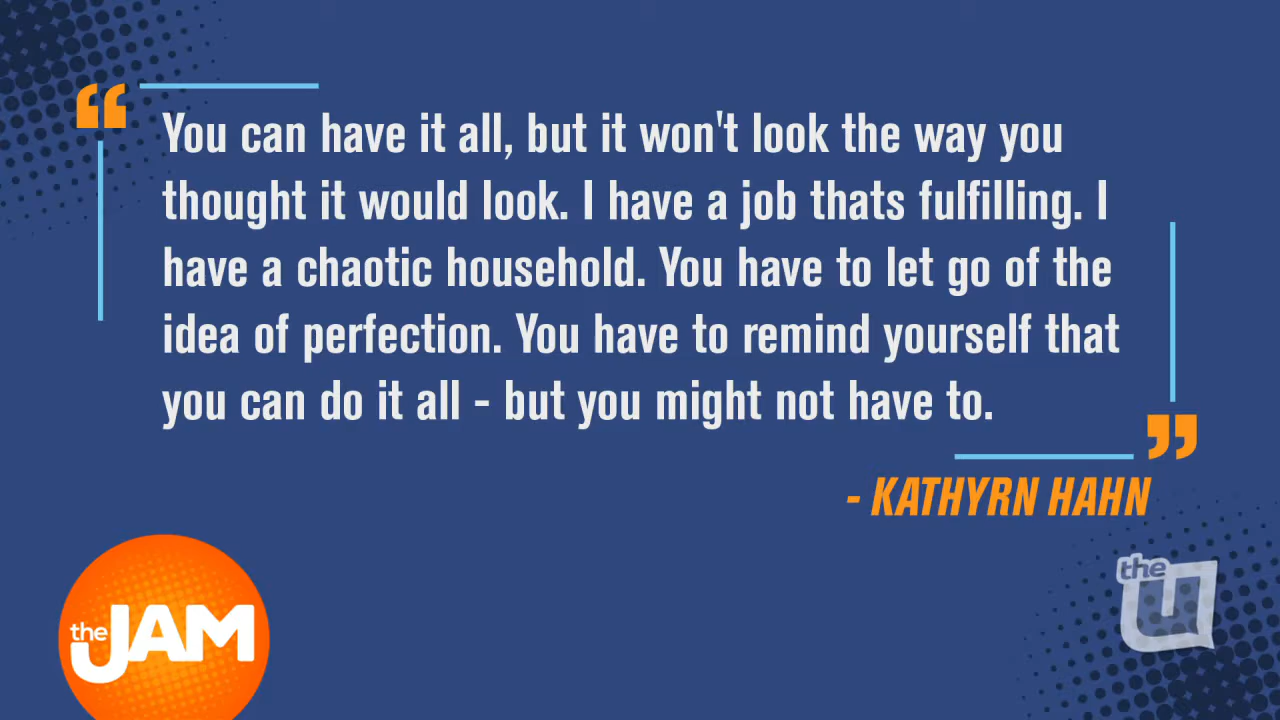 “
You can have it all, but it won't look the way you
thought it would look. I have a job thats fulfilling. I
have a chaotic household. You have to let go of the
idea of perfection. You have to remind yourself that
you can do it all - but you might not have to.
”
- KATHYRN HAHN
the
JAM
the
U